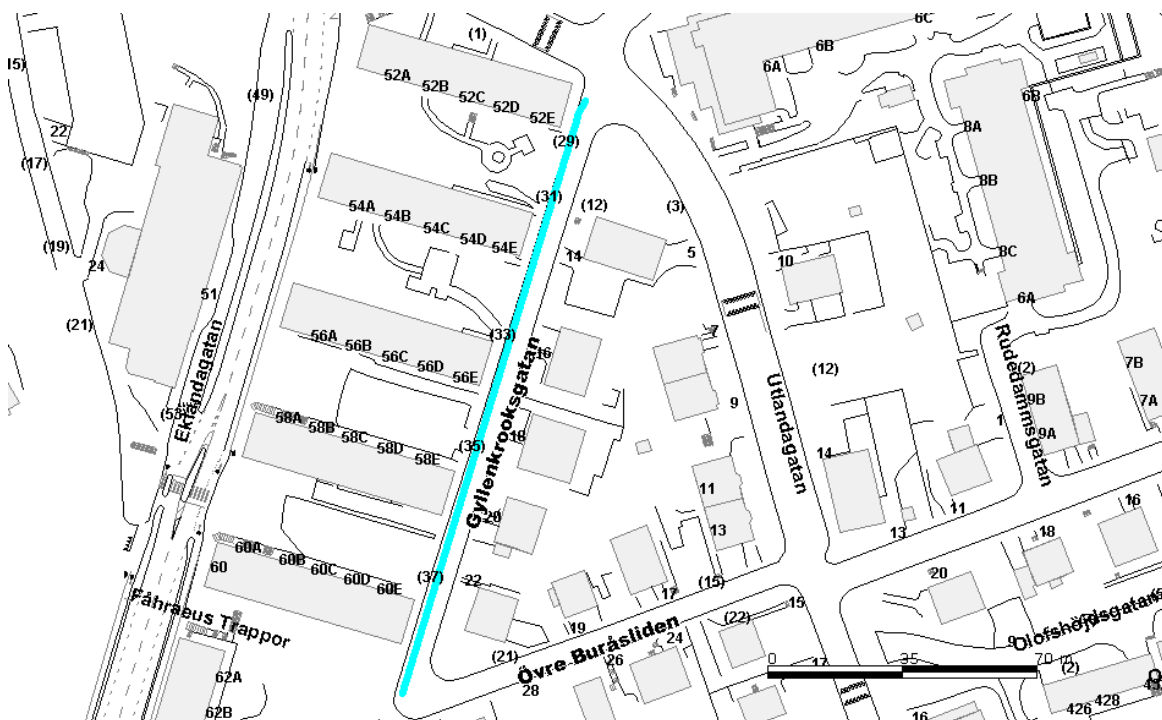 (1)
6C
6B
6A
52A
52B
52C
52D
52E
(49)
15)
22
(17)
(29)
6B
8A
8B
8C
6A
(31)
(12)
(3)
54A
54B
54C
54D
54E
14
5
10
(19)
24
51
(21)
Eklandagatan
(53)
56A
56B
56C
56D
56E
(33)
16
7
9
(12)
Utlandagatan
Rudedammsgatan
(2)
9B
9A
1
7B
7A
58A
58B
58C
58D
58E
(35)
18
Gyllenkrooksgatan
20
11
13
14
13
11
16
18
20
60A
60B
60C
60D
60E
60
(37)
22
Fåhraeus Trappor
17
(15)
19
15
(22)
24
26
(21)
28
Övre Buråsliden
9
Olofshöjdsgatan
(2)
0
35
70 m
17
62A
62B
16
426
428